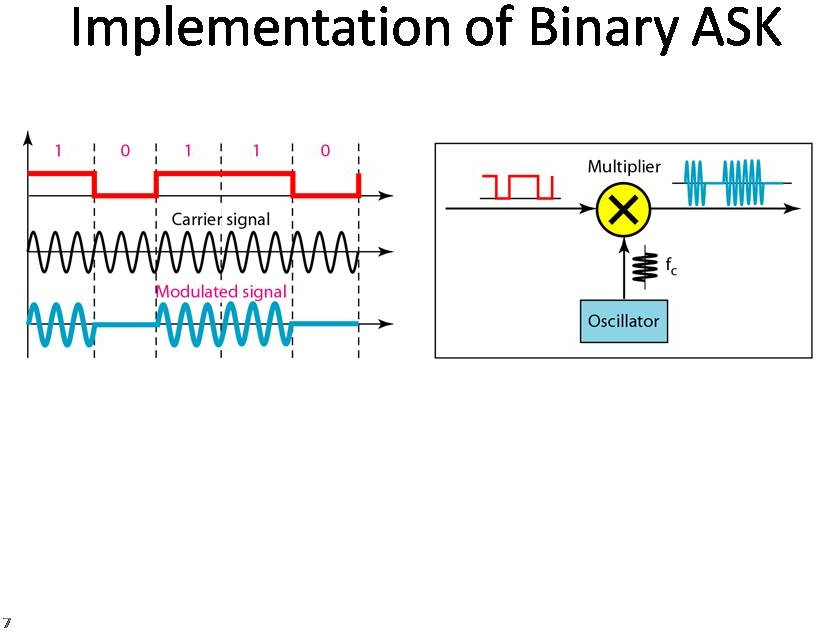 Implementation of Binary ASK
1 0 1 1 0
Carrier signal
Modulated signal
Multiplier
fc
Oscillator
7